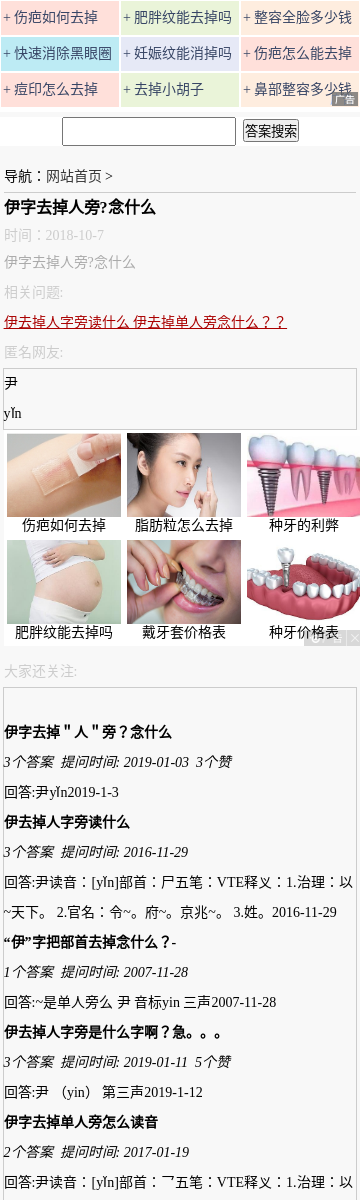 + 伤疤如何去掉
+ 肥胖纹能去掉吗
+ 整容全脸多少钱
+ 快速消除黑眼圈
+ 妊娠纹能消掉吗
+ 伤疤怎么能去掉
+ 痘印怎么去掉
+ 去掉小胡子
+ 鼻部整容多少钱
广告
答案搜索
导航：网站首页 >
伊字去掉人旁?念什么
时间：2018-10-7
伊字去掉人旁?念什么
相关问题:
伊去掉人字旁读什么 伊去掉单人旁念什么？？
匿名网友:
尹
yǐn
伤疤如何去掉
脂肪粒怎么去掉
种牙的利弊
肥胖纹能去掉吗
戴牙套价格表
种牙价格表
大家还关注:
伊字去掉＂人＂旁？念什么
3个答案 提问时间: 2019-01-03 3个赞
回答:尹yǐn2019-1-3
伊去掉人字旁读什么
3个答案 提问时间: 2016-11-29
回答:尹读音：[yǐn]部首：尸五笔：VTE释义：1.治理：以
~天下。 2.官名：令~。府~。京兆~。 3.姓。2016-11-29
“伊”字把部首去掉念什么？-
1个答案 提问时间: 2007-11-28
回答:~是单人旁么 尹 音标yin 三声2007-11-28
伊去掉人字旁是什么字啊？急。。。
3个答案 提问时间: 2019-01-11 5个赞
回答:尹 （yin） 第三声2019-1-12
伊字去掉单人旁怎么读音
2个答案 提问时间: 2017-01-19
回答:尹读音：[yǐn]部首：乛五笔：VTE释义：1.治理：以